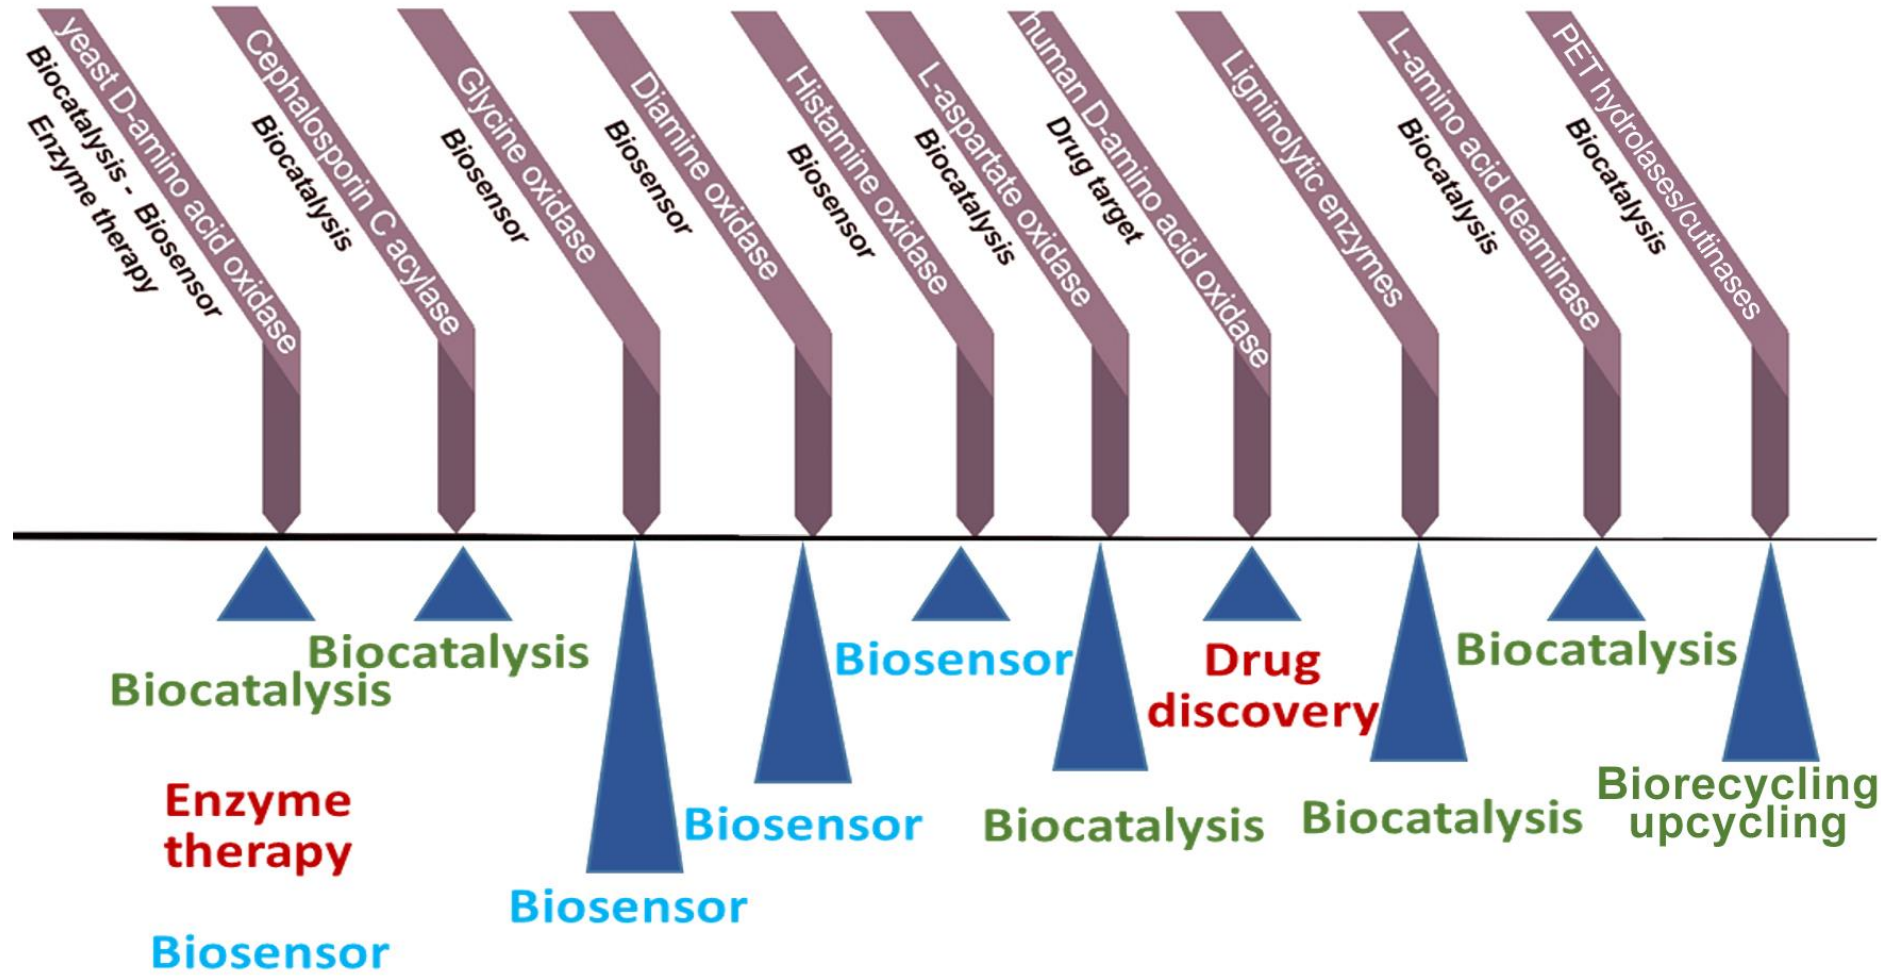 yeast D-amino acid oxidase
Biocatalysis - Biosensor
Enzyme therapy
Cephalosporin C acylase
Biocatalysis
Glycine oxidase
Biosensor
Diamine oxidase
Biosensor
Histamine oxidase
Biosensor
L-aspartate oxidase
Biocatalysis
human D-amino acid oxidase
Drug target
Ligninolytic enzymes
L-amino acid deaminase
Biocatalysis
PET hydrolases/cutinases
Biocatalysis
Biocatalysis
Enzyme
therapy
Biosensor
Biocatalysis
Biosensor
Biosensor
Biosensor
Biocatalysis
Drug
discovery
Biocatalysis
Biocatalysis
Biorecycling
upcycling